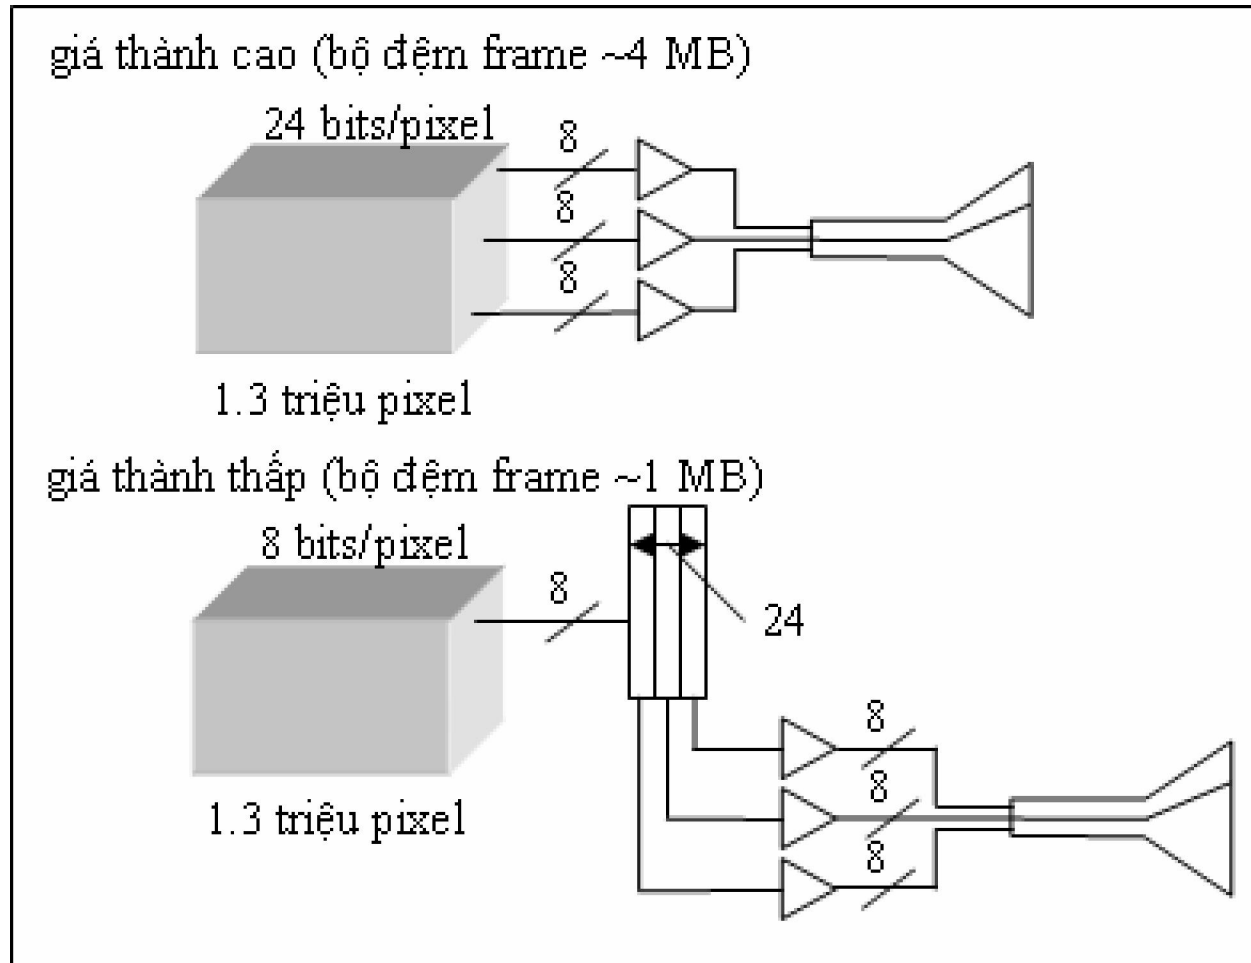 giá thành cao (bộ đệm frame ~4 MB)
24 bits/pixel
8
8
8
1.3 triệu pixel
giá thành thấp (bộ đệm frame ~1 MB)
8 bits/pixel
8
24
1.3 triệu pixel
8
8
8